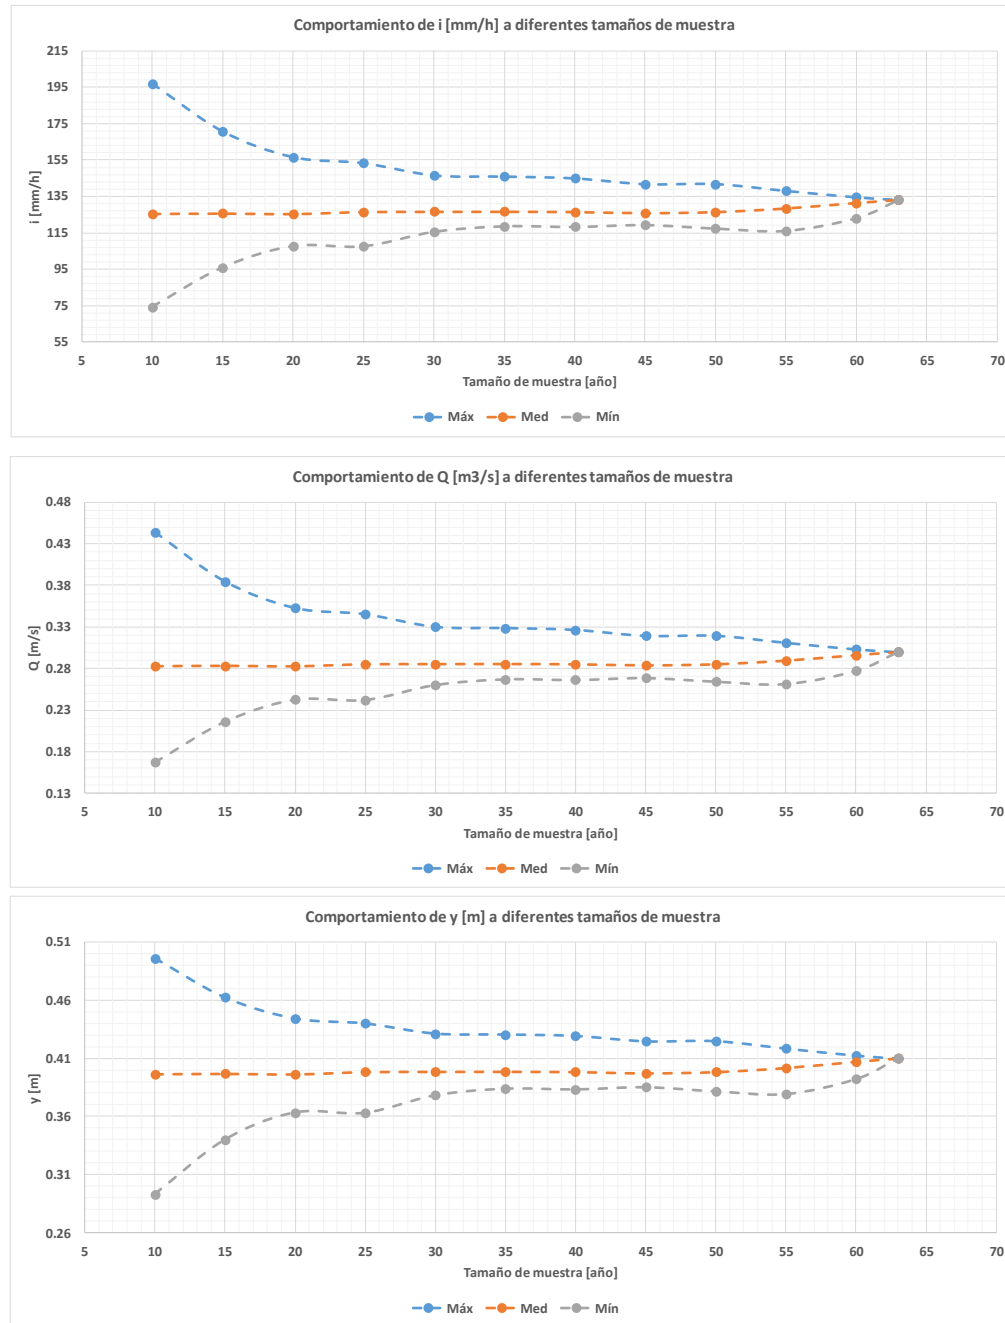 Comportamiento de i [mm/h] a diferentes tamaños de muestra
i [mm/h]
215
195
175
155
135
115
95
75
55
5 10 15 20 25 30 35 40 45 50 55 60 65 70
Tamaño de muestra [año]
Máx Med Mín
Comportamiento de Q [m3/s] a diferentes tamaños de muestra
Q [m/s]
0.48
0.43
0.38
0.33
0.28
0.23
0.18
0.13
5 10 15 20 25 30 35 40 45 50 55 60 65 70
Tamaño de muestra [año]
Máx Med Mín
Comportamiento de y [m] a diferentes tamaños de muestra
y [m]
0.51
0.46
0.41
0.36
0.31
0.26
5 10 15 20 25 30 35 40 45 50 55 60 65 70
Tamaño de muestra [año]
Máx Med Mín